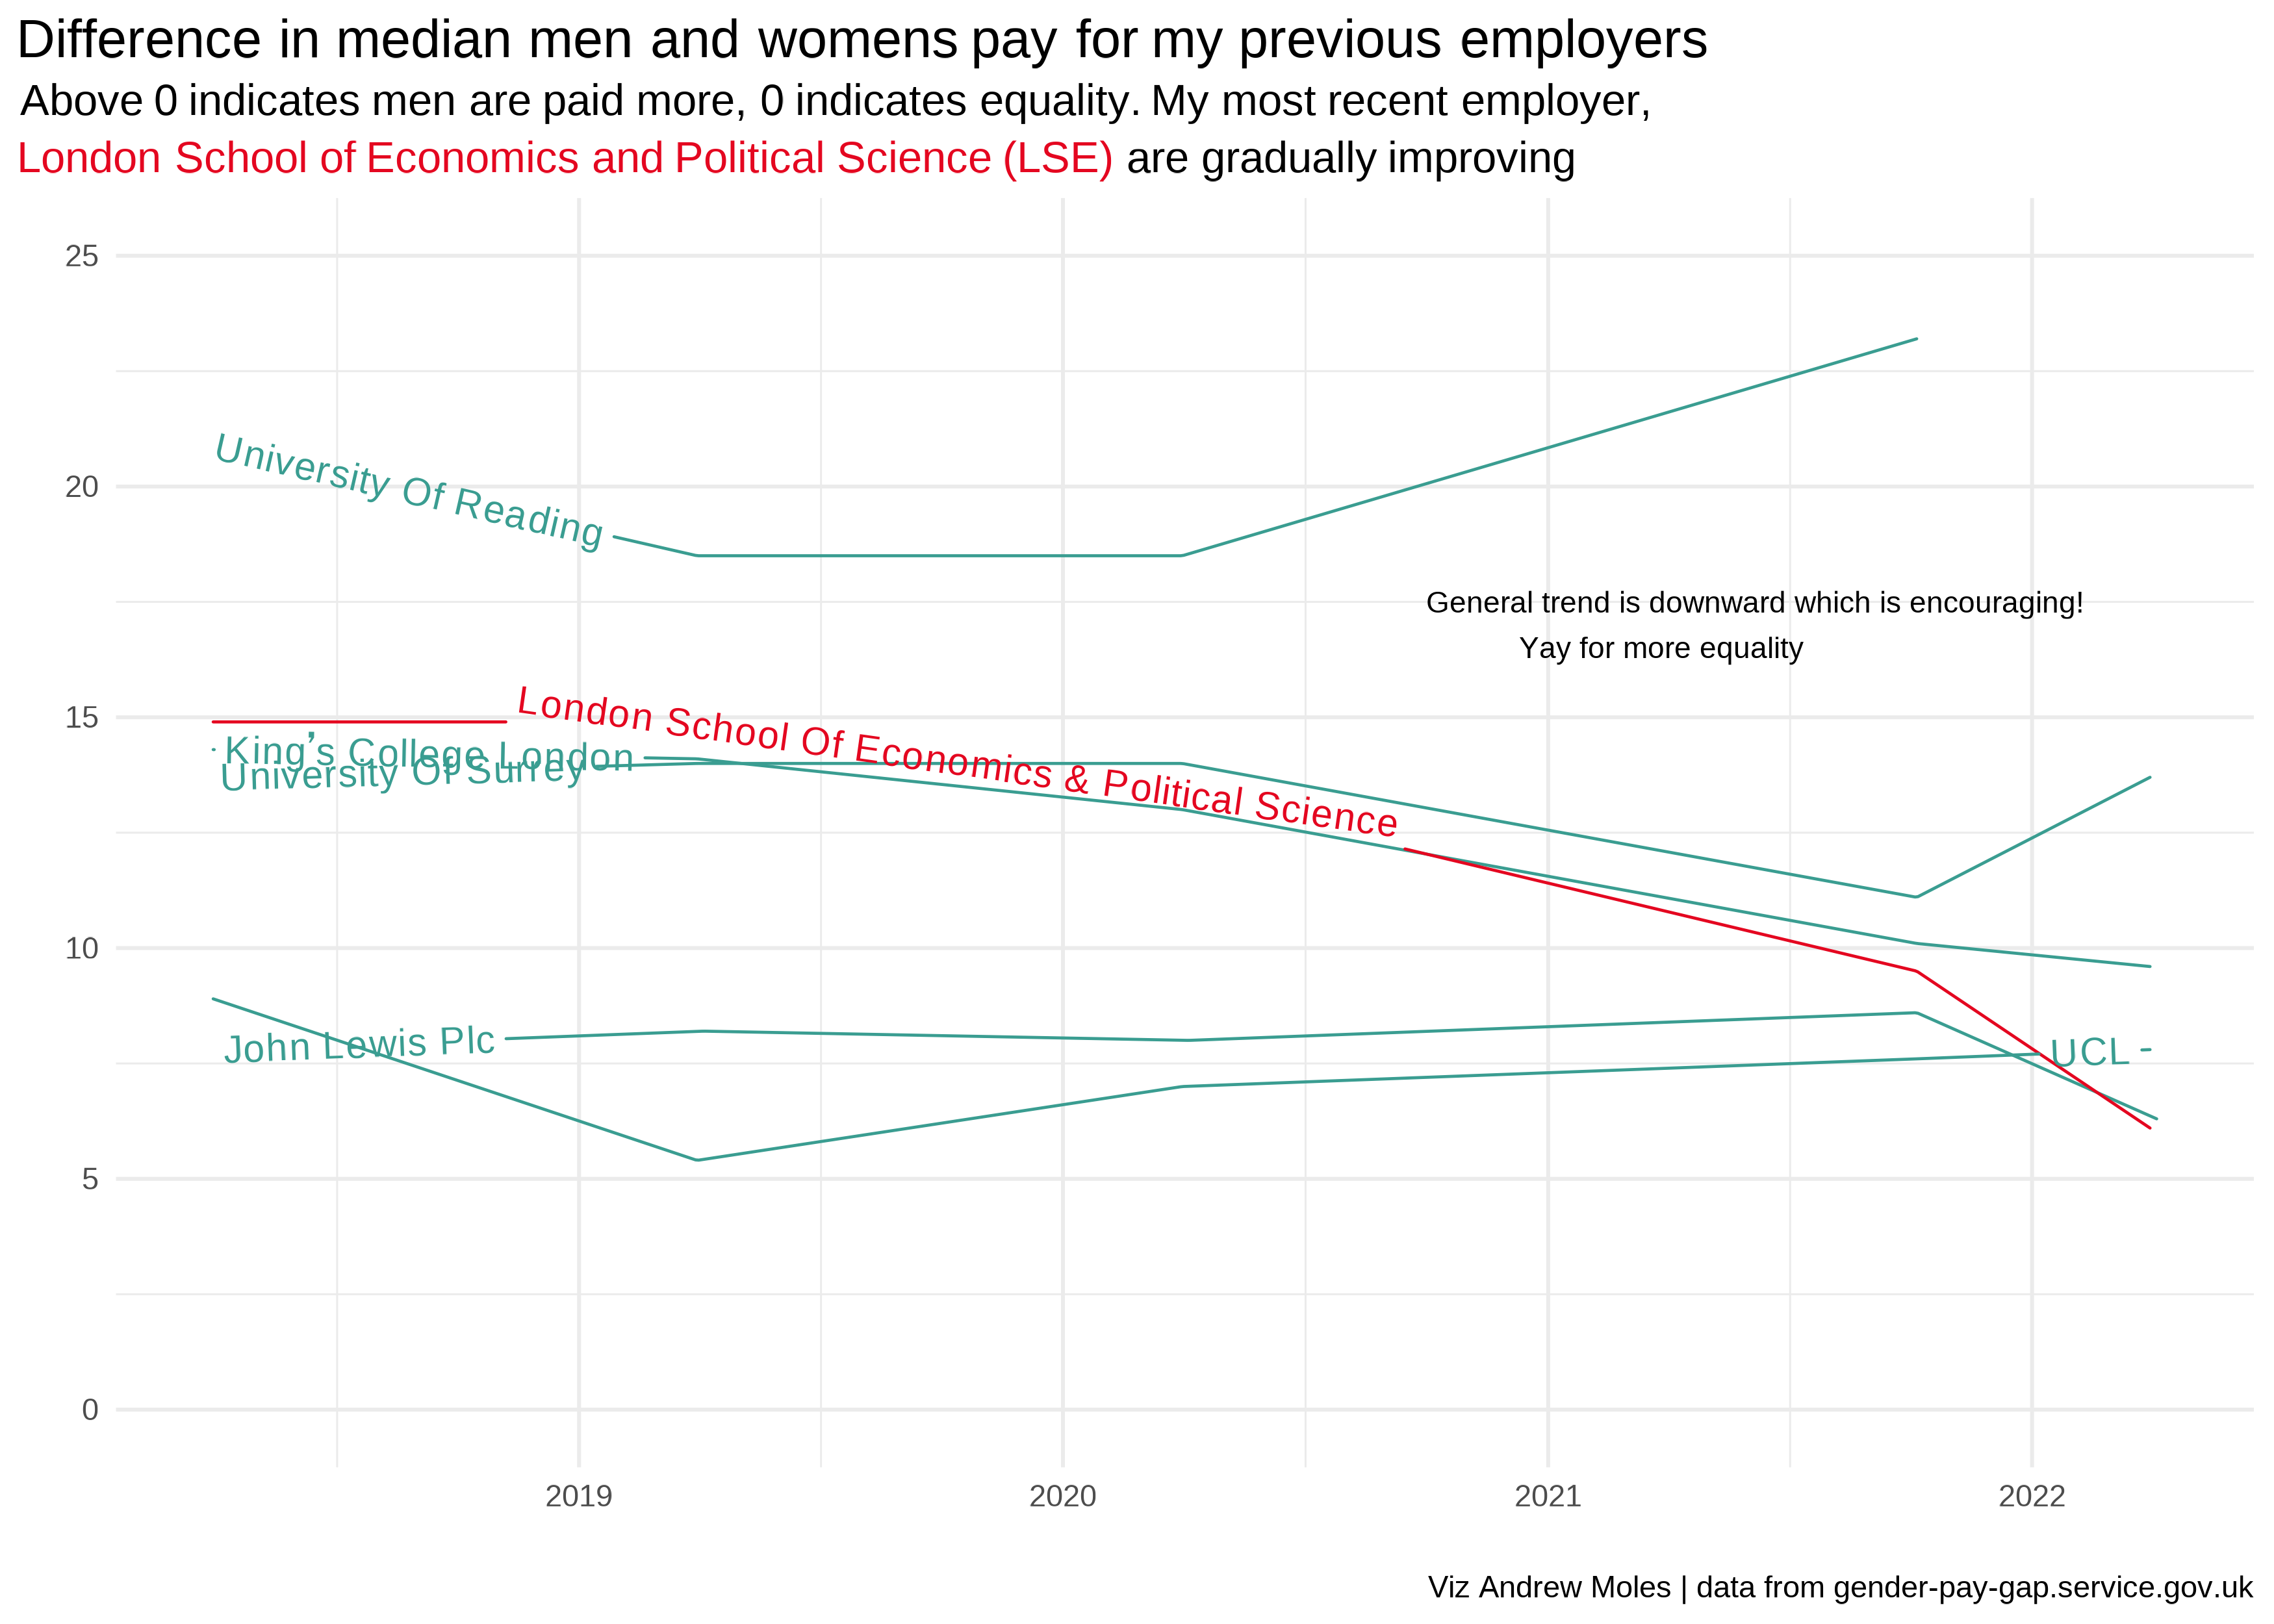 Difference in median men and womens pay for my previous employers
Above 0 indicates men are paid more, 0 indicates equality. My most recent employer,
London School of Economics and Political Science (LSE) are gradually improving
25
20
15
10
5
0
University Of Reading
General trend is downward which is encouraging!
Yay for more equality
London School Of Economics & Political Science
King's College London
University Of Surrey
John Lewis Plc
UCL
2019
2020
2021
2022
Viz Andrew Moles | data from gender-pay-gap.service.gov.uk